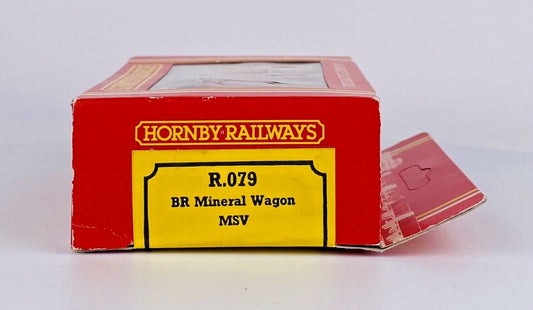 HORNBY RAILWAYS
R.079
BR Mineral Wagon
MSV